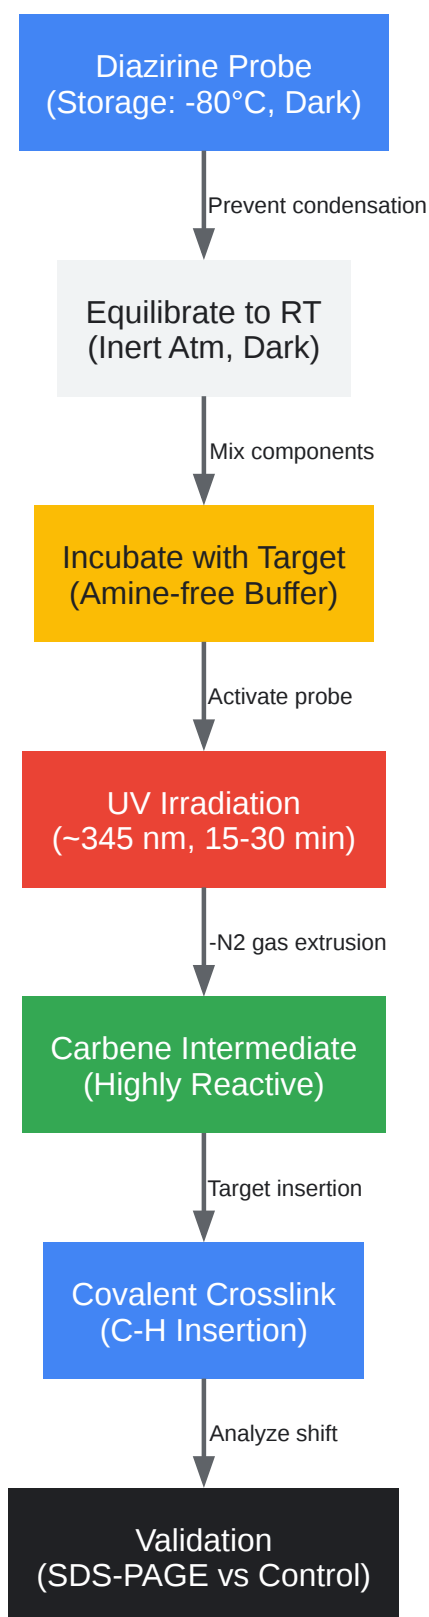 Diazirine Probe
(Storage: -80°C, Dark)
Prevent condensation
Equilibrate to RT
(Inert Atm, Dark)
Mix components
Incubate with Target
(Amine-free Buffer)
Activate probe
UV Irradiation
(~345 nm, 15-30 min)
-N2 gas extrusion
Carbene Intermediate
(Highly Reactive)
Target insertion
Covalent Crosslink
(C-H Insertion)
Analyze shift
Validation
(SDS-PAGE vs Control)